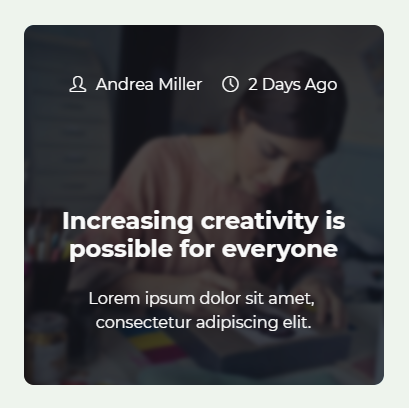 Andrea Miller 2 Days Ago
Increasing creativity is
possible for everyone
Lorem ipsum dolor sit amet,
consectetur adipiscing elit.